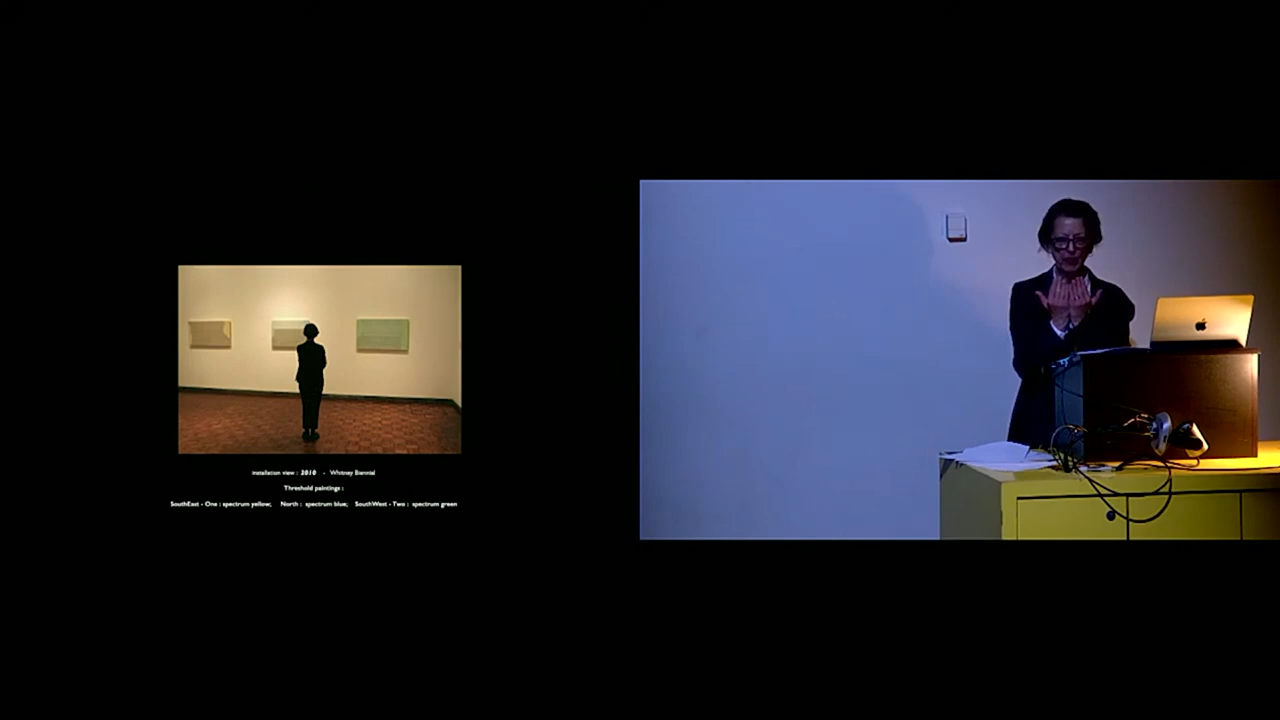 installation view : 2010 - Whitney Biennial
Threshold paintings :
SouthEast - One : spectrum yellow; North : spectrum blue; SouthWest - Two : spectrum green